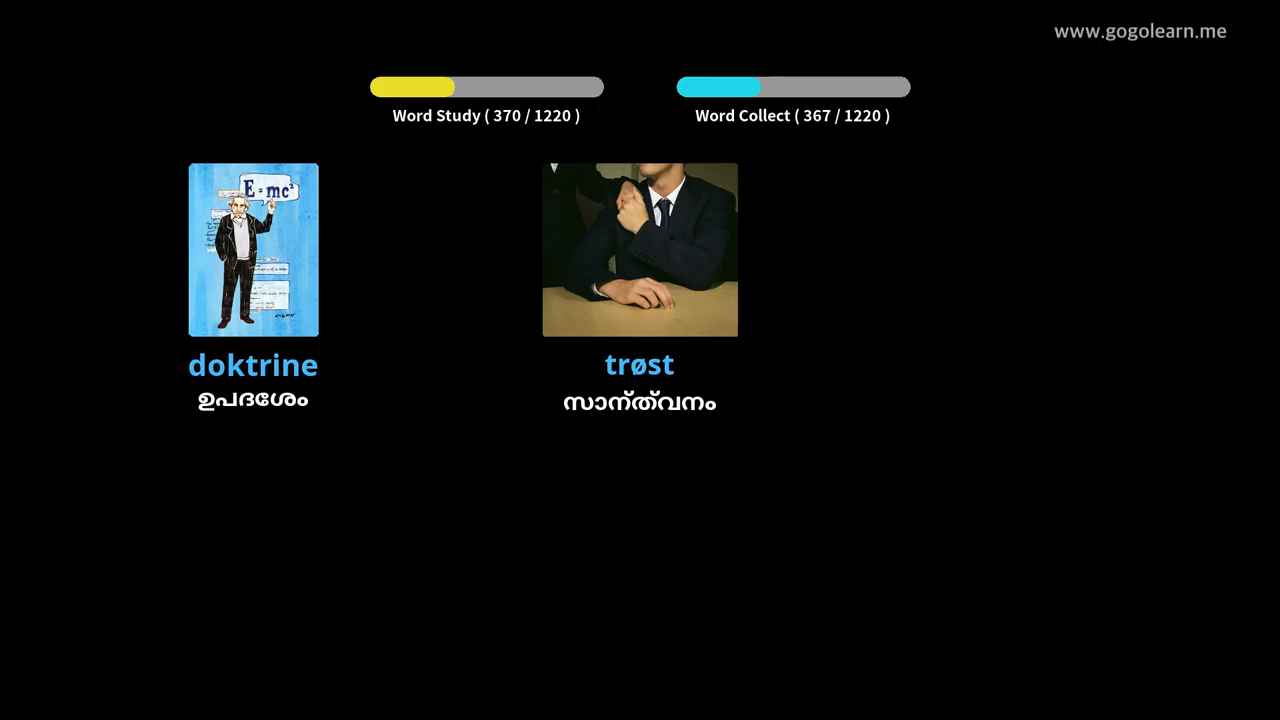 www.gogolearn.me
Word Study ( 370 / 1220 )
Word Collect ( 367 / 1220 )
E = mc²
doktrine
trøst
ഉപദേശം
സാന്ത്വനം